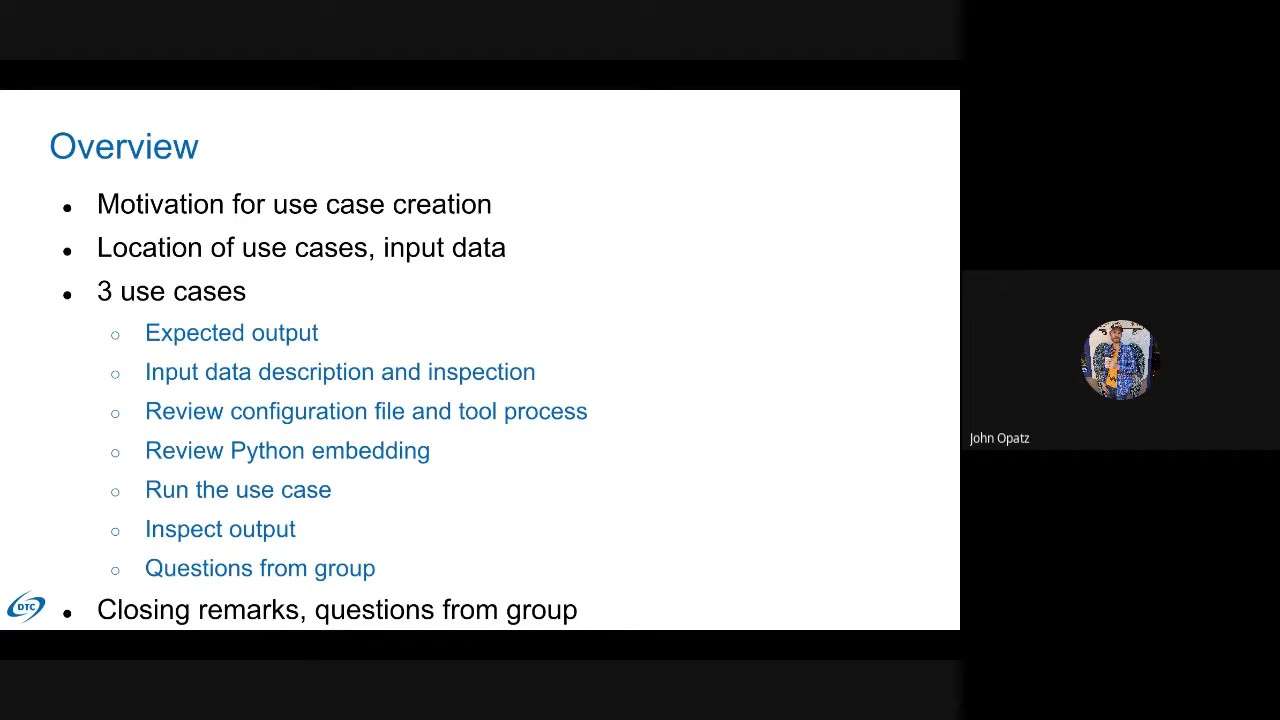 Overview
Motivation for use case creation
Location of use cases, input data
3 use cases
Expected output
Input data description and inspection
Review configuration file and tool process
Review Python embedding
Run the use case
Inspect output
Questions from group
DTC
Closing remarks, questions from group
John Opatz